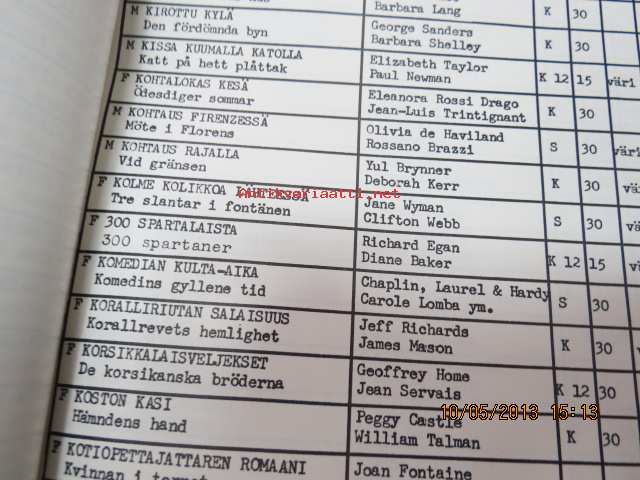 Barbara Lang K 30
M KIROTTU KYLÄ George Sanders
Den fördömnda byn Barbara Shelley K 30
M KISSA KUUMALLA KATOLLA Elizabeth Taylor
Katt på hett plåttak Paul Newman K 12 15 väri
F KOHTALOKAS KESÄ Eleanora Rossi Drago
Ödesdiger sommar Jean-Luis Trintignant K 30
M KOHTAUS FIRENZESSÄ Olivia de Haviland
Möte i Florens Rossano Brazzi S 30 väri
M KOHTAUS RAJALLA Yul Brynner
Vid gränsen Deborah Kerr K 30
F KOLME KOLIKKOA Jane Wyman
Tre slantar i fontänen Clifton Webb S 30
antikvariaatti.net
F 300 SPARTALAISTA Richard Egan
300 spartaner Diane Baker K 12 15
F KOMEDIAN KULTA-AIKA Chaplin, Laurel & Hardy
Komedins gyllene tid Carole Lomba ym. S 30
F KORALLIRIUTAN SALAISUUS Jeff Richards
Korallrevets hemlighet James Mason K 30
F KORSIKKALAISVELJEKSET Geoffrey Home
De korsikanska bröderna Jean Servais K 12 30
F KOSTON KASI Peggy Castle
Hämndens hand William Talman K 30
F KOTIOPETTAJATTAREN ROMAANI Joan Fontaine
Kvinnan i
10/05/2013 15:13